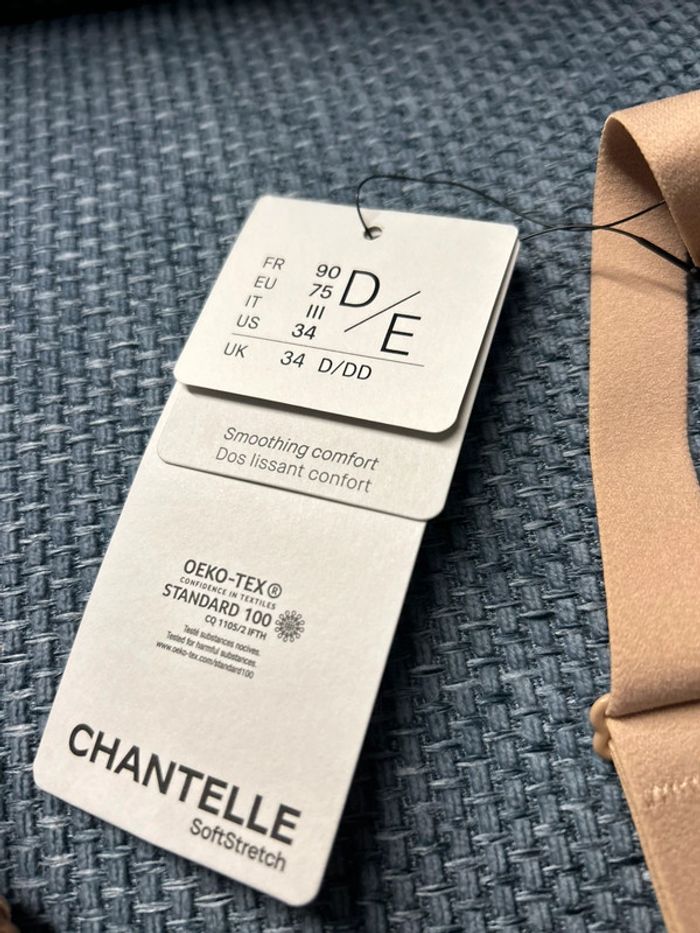 FR 90 D/E
EU 75
IT III
US 34
UK 34 D/DD
Smoothing comfort
Dos lissant confort
OEKO-TEX®
CONFIDENCE IN TEXTILES
STANDARD 100
CQ 1105/2 IFTH
Testé substances nocives.
Tested for harmful substances.
www.oeko-tex.com/standard100
CHANTELLE
SoftStretch